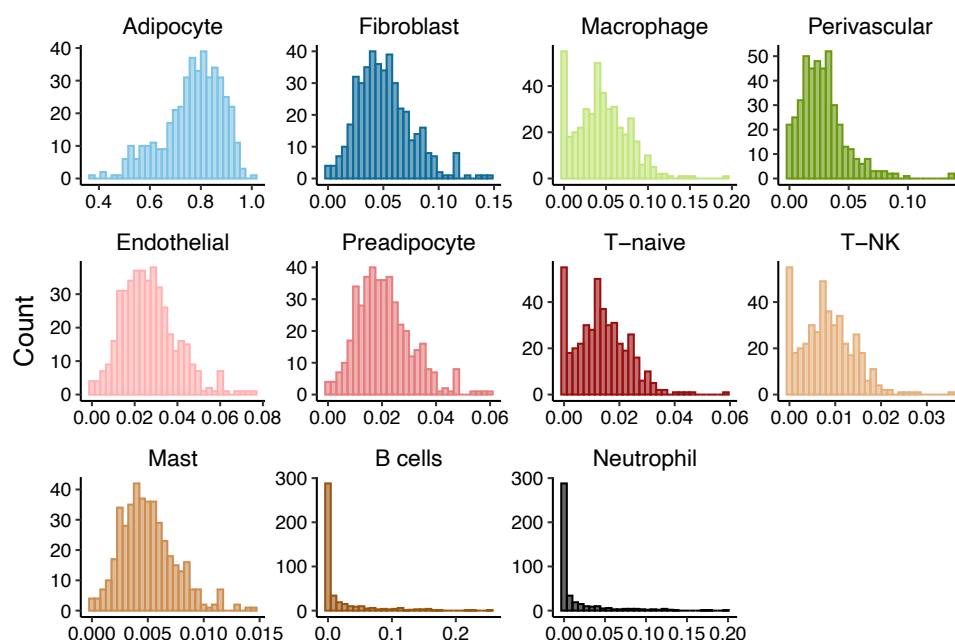 Adipocyte Fibroblast Macrophage Perivascular
40 40 50
30 30 40 40
20 20 20 30
10 10 20
0 0 0 10
0
0.4 0.6 0.8 1.0 0.00 0.05 0.10 0.15 0.00 0.05 0.10 0.15 0.20 0.00 0.05 0.10
Endothelial Preadipocyte T−naive T−NK
30 40 40 40
20 30 20 20
10 20 0 0
0 10
0
0.00 0.02 0.04 0.06 0.08 0.00 0.02 0.04 0.06 0.00 0.02 0.04 0.06 0.00 0.01 0.02 0.03
Count
Mast B cells Neutrophil
40 300 300
30 200 200
20 100 100
10 0 0
0
0.000 0.005 0.010 0.015 0.0 0.1 0.2 0.00 0.05 0.10 0.15 0.20